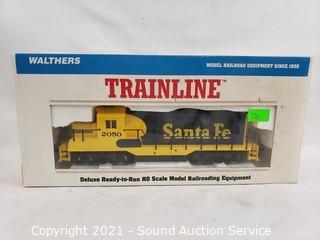 WALTHERS
MODEL RAILROAD EQUIPMENT SINCE 1932
TRAINLINE™
2050
Santa Fe
Deluxe Ready-to-Run HO Scale Model Railroading Equipment
Copyright © 2021 - Sound Auction Service